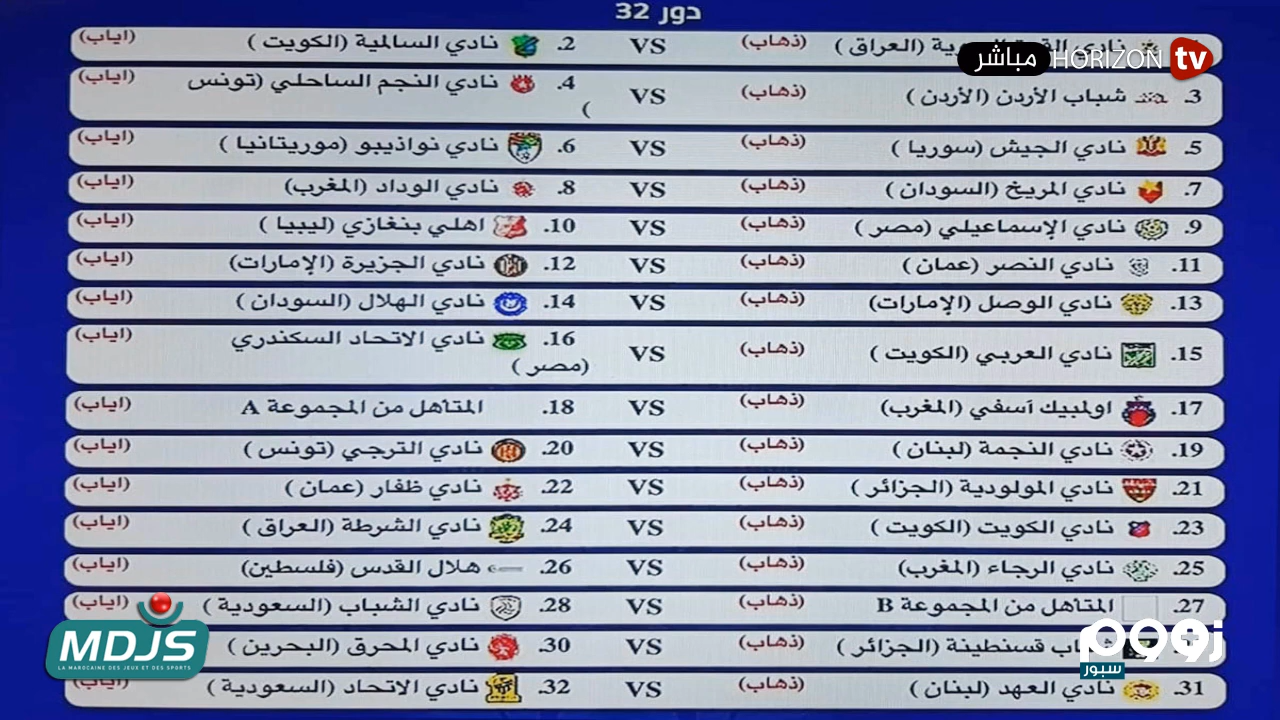 دور 32
نادي (العراق ) (ذهاب) VS 2. نادي السالمية (الكويت ) (اياب)
مباشر HORIZON tv
3. شباب الأردن (الأردن ) (ذهاب) VS 4. نادي النجم الساحلي (تونس (اياب)
)
5. نادي الجيش (سوريا ) (ذهاب) VS 6. نادي نواذيبو (موريتانيا ) (اياب)
7. نادي المريخ (السودان ) (ذهاب) VS 8. نادي الوداد (المغرب) (اياب)
9. نادي الإسماعيلي (مصر ) (ذهاب) VS 10. اهلي بنغازي (ليبيا ) (اياب)
11. نادي النصر (عمان ) (ذهاب) VS 12. نادي الجزيرة (الإمارات) (اياب)
13. نادي الوصل (الإمارات) (ذهاب) VS 14. نادي الهلال (السودان ) (اياب)
15. نادي العربي (الكويت ) (ذهاب) VS 16. نادي الاتحاد السكندري (اياب)
(مصر )
17. اولمبيك آسفي (المغرب) (ذهاب) VS 18. المتاهل من المجموعة A (اياب)
19. نادي النجمة (لبنان ) (ذهاب) VS 20. نادي الترجي (تونس ) (اياب)
21. نادي المولودية (الجزائر ) (ذهاب) VS 22. نادي ظفار (عمان ) (اياب)
23. نادي الكويت (الكويت ) (ذهاب) VS 24. نادي الشرطة (العراق ) (اياب)
25. نادي الرجاء (المغرب) (ذهاب) VS 26. هلال القدس (فلسطين) (اياب)
27. المتاهل من المجموعة B (ذهاب) VS 28. نادي الشباب (السعودية ) (اياب)
قسنطينة (الجزائر ) (ذهاب) VS 30. نادي المحرق (البحرين ) (اياب)
31. نادي العهد (لبنان ) (ذهاب) VS 32. نادي الاتحاد (السعودية ) (اياب)
زووم
سبور
MDJS
LA MAROCAINE DES JEUX ET DES SPORTS